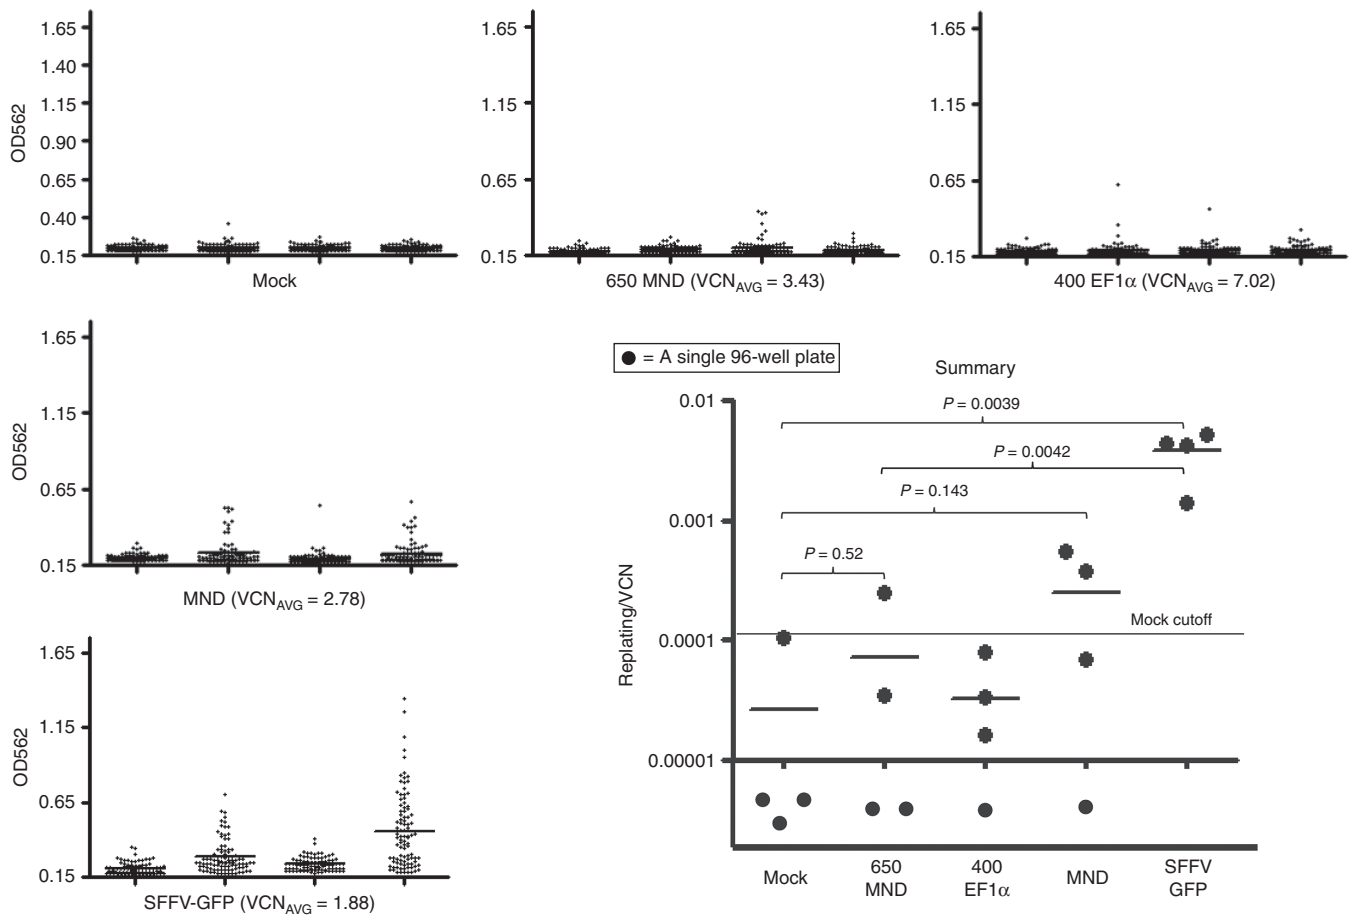 1.65
1.40
1.15
0.90
0.65
0.40
0.15
OD562
Mock
1.65
1.15
0.65
0.15
650 MND (VCN_AVG = 3.43)
1.65
1.15
0.65
0.15
400 EF1α (VCN_AVG = 7.02)
1.65
1.15
0.65
0.15
OD562
MND (VCN_AVG = 2.78)
1.65
1.15
0.65
0.15
OD562
SFFV-GFP (VCN_AVG = 1.88)
= A single 96-well plate
Summary
0.01
0.001
0.0001
0.00001
Replating/VCN
P = 0.0039
P = 0.0042
P = 0.143
P = 0.52
Mock cutoff
Mock
650
MND
400
EF1α
MND
SFFV
GFP